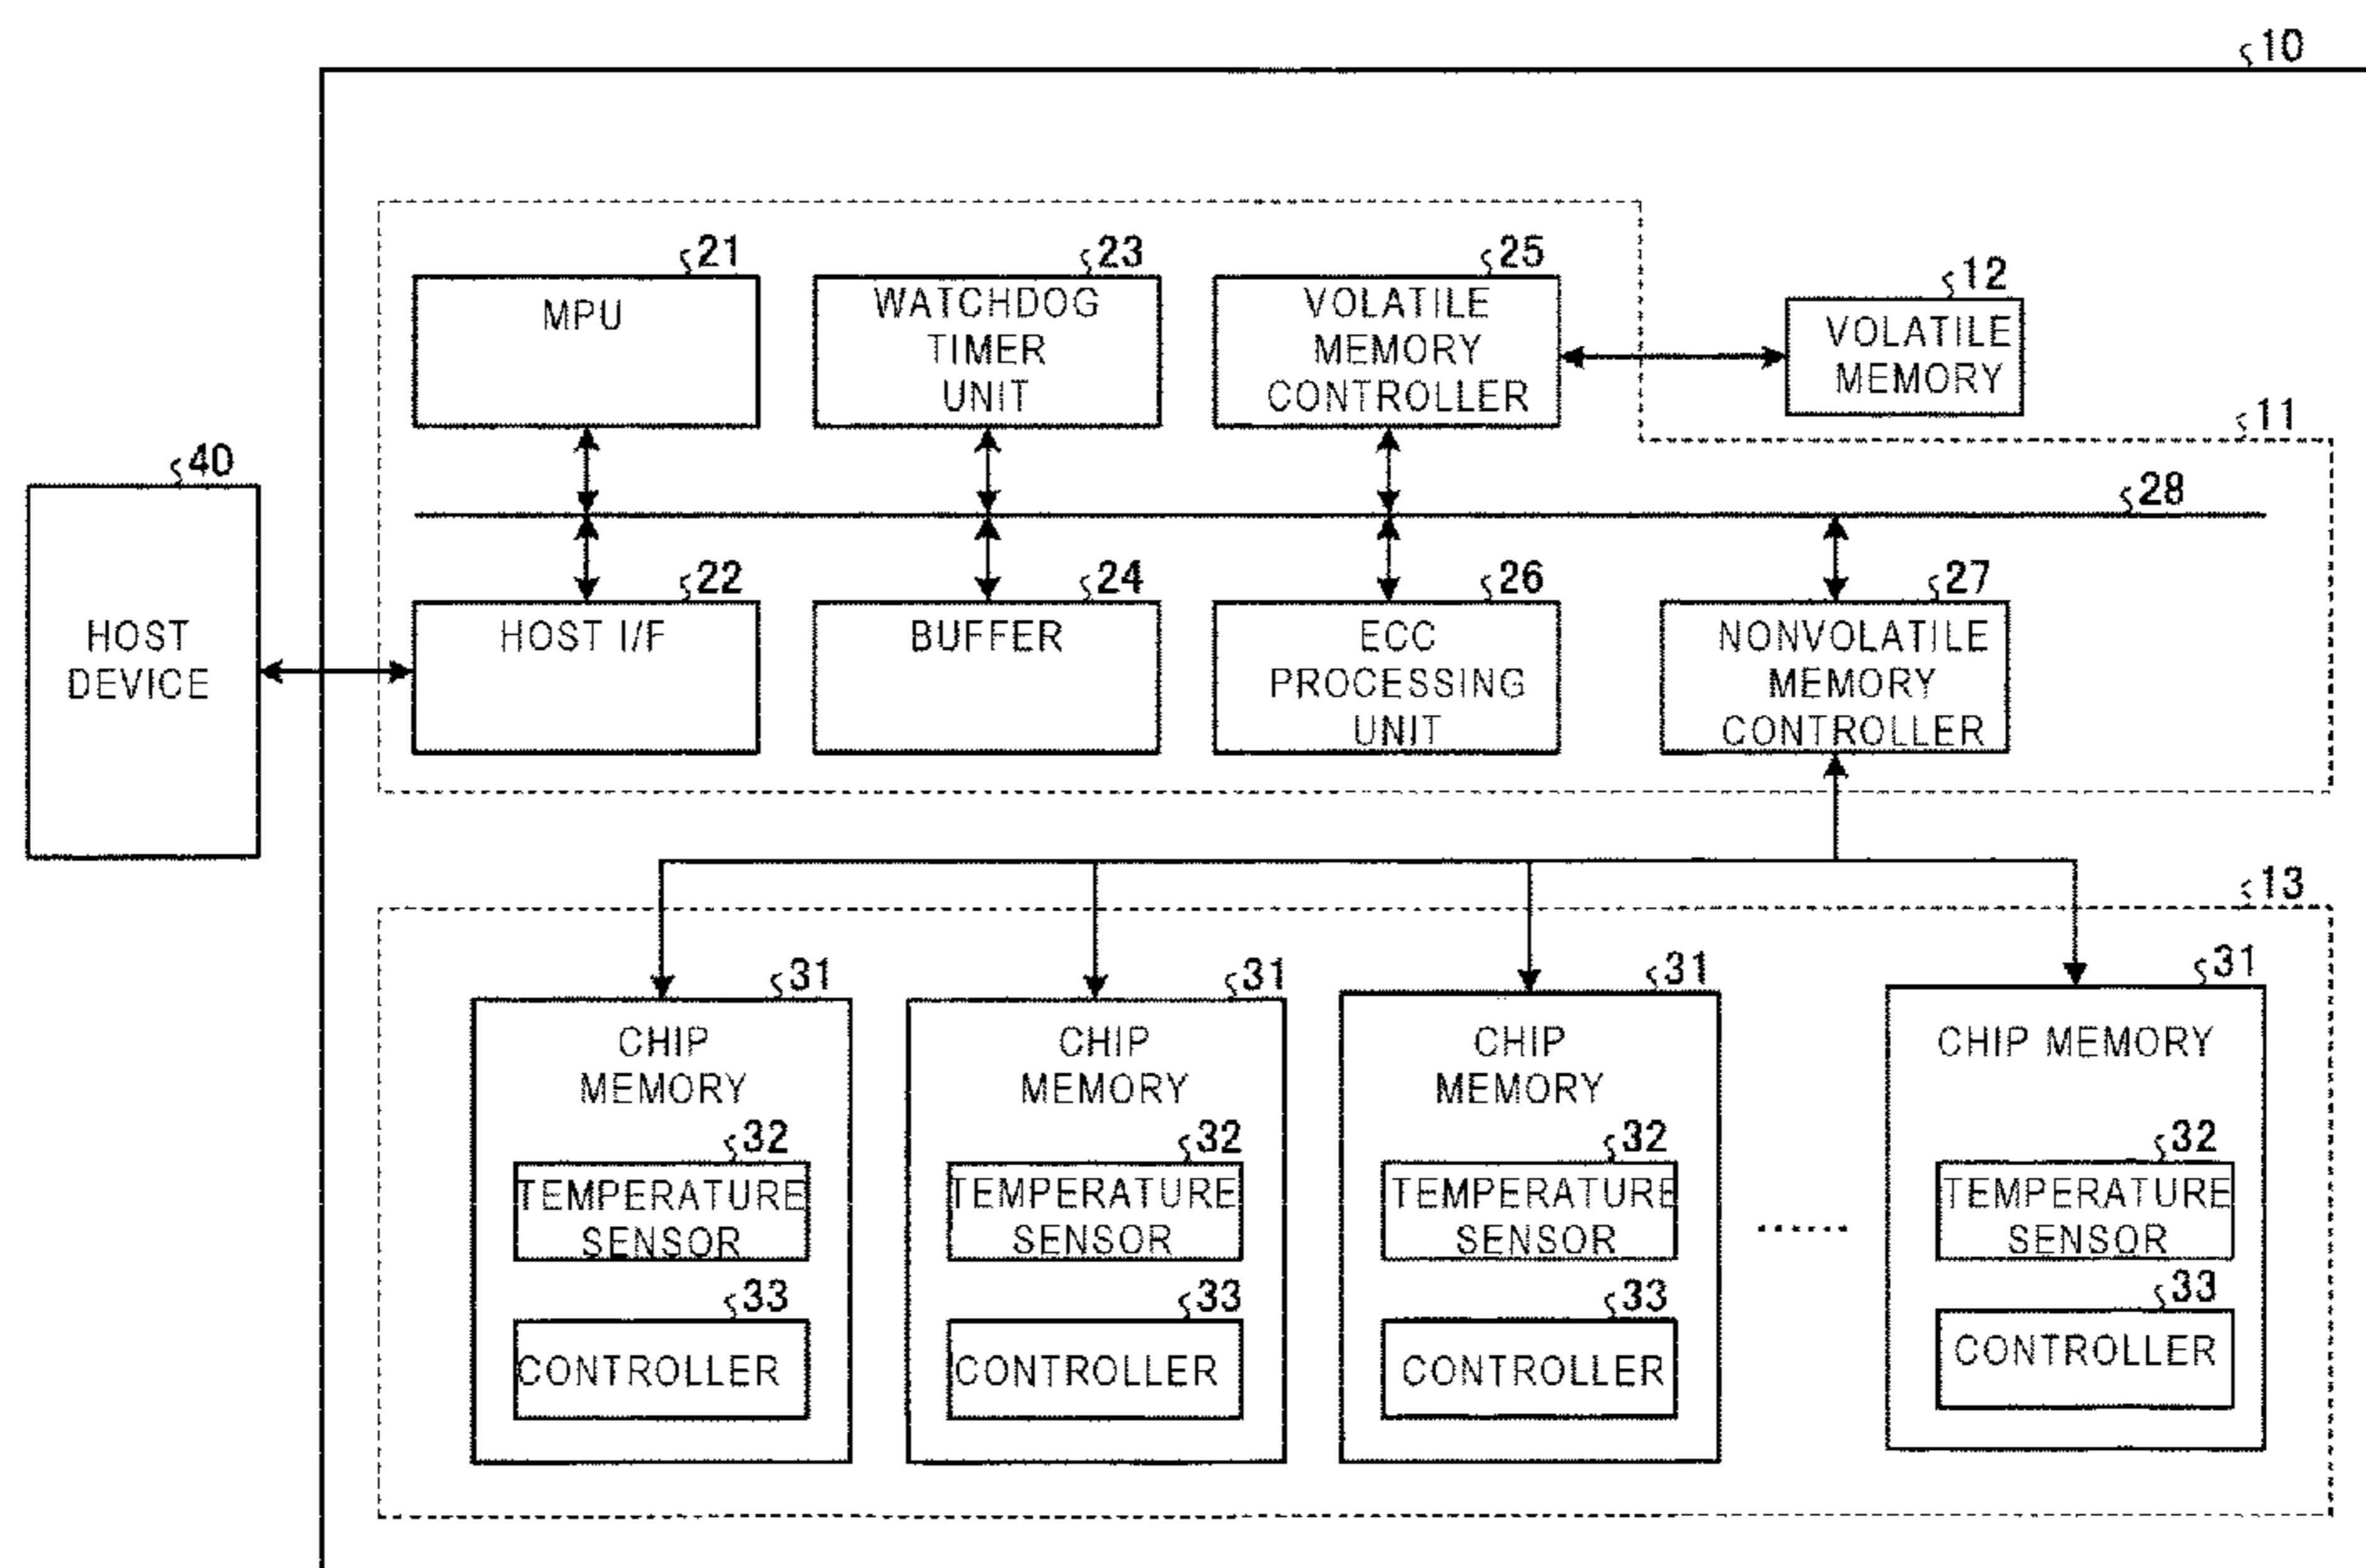 10
21
MPU
23
WATCHDOG
TIMER
UNIT
25
VOLATILE
MEMORY
CONTROLLER
12
VOLATILE
MEMORY
11
40
HOST
DEVICE
28
22
HOST I/F
24
BUFFER
26
ECC
PROCESSING
UNIT
27
NONVOLATILE
MEMORY
CONTROLLER
13
31
CHIP
MEMORY
32
TEMPERATURE
SENSOR
33
CONTROLLER
31
CHIP
MEMORY
32
TEMPERATURE
SENSOR
33
CONTROLLER
31
CHIP
MEMORY
32
TEMPERATURE
SENSOR
33
CONTROLLER
......
31
CHIP MEMORY
32
TEMPERATURE
SENSOR
33
CONTROLLER